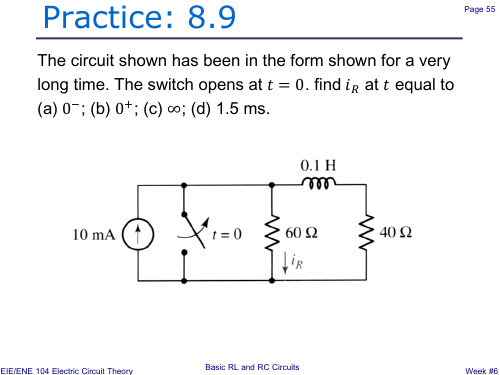 Practice: 8.9
Page 55
The circuit shown has been in the form shown for a very
long time. The switch opens at t = 0. find i_R at t equal to
(a) 0⁻; (b) 0⁺; (c) ∞; (d) 1.5 ms.
0.1 H
10 mA
t = 0
60 Ω
40 Ω
i_R
EIE/ENE 104 Electric Circuit Theory
Basic RL and RC Circuits
Week #6